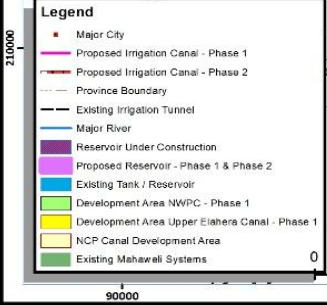 Legend
Major City
Proposed Irrigation Canal - Phase 1
Proposed Irrigation Canal - Phase 2
Province Boundary
Existing Irrigation Tunnel
Major River
Reservoir Under Construction
Proposed Reservoir - Phase 1 & Phase 2
Existing Tank / Reservoir
Development Area NWPC - Phase 1
Development Area Upper Elahera Canal - Phase 1
NCP Canal Development Area
Existing Mahaweli Systems
210000
0
90000